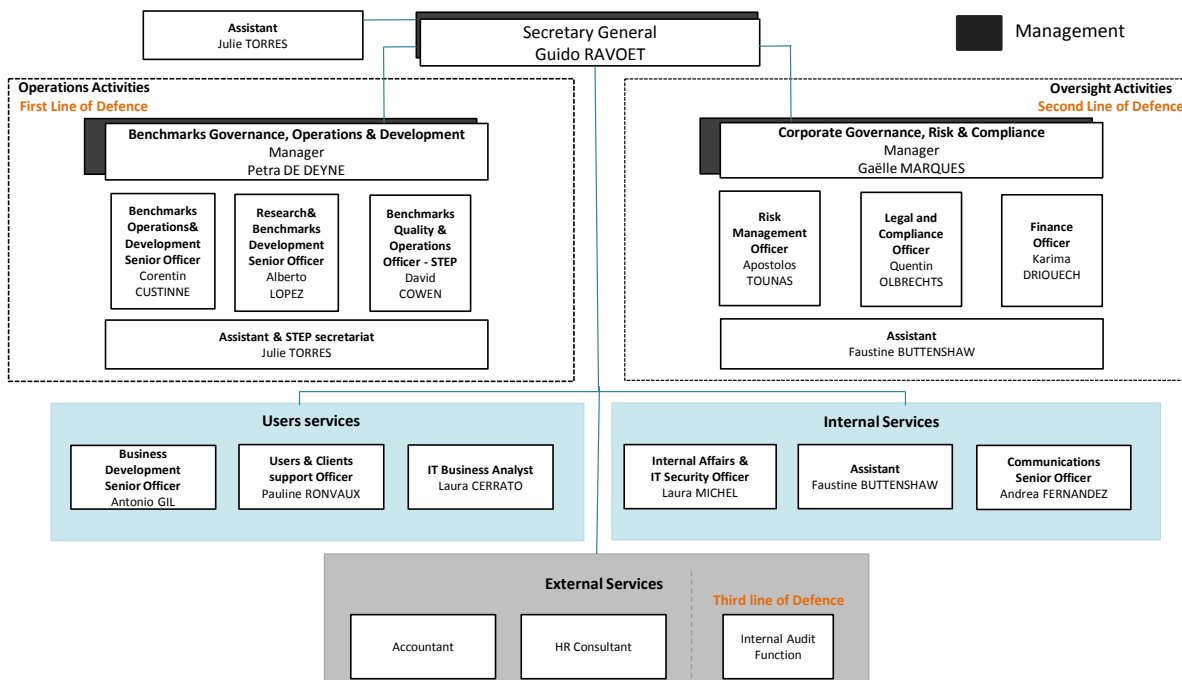 Assistant
Julie TORRES
Secretary General
Guido RAVOET
Management
Operations Activities
First Line of Defence
Benchmarks Governance, Operations & Development
Manager
Petra DE DEYNE
Benchmarks
Operations&
Development
Senior Officer
Corentin
CUSTINNE
Research&
Benchmarks
Development
Senior Officer
Alberto
LOPEZ
Benchmarks
Quality &
Operations
Officer - STEP
David
COWEN
Assistant & STEP secretariat
Julie TORRES
Oversight Activities
Second Line of Defence
Corporate Governance, Risk & Compliance
Manager
Gaëlle MARQUES
Risk
Management
Officer
Apostolos
TOUNAS
Legal and
Compliance
Officer
Quentin
OLBRECHTS
Finance
Officer
Karima
DRIOUECH
Assistant
Faustine BUTTENSHAW
Users services
Business
Development
Senior Officer
Antonio GIL
Users & Clients
support Officer
Pauline RONVAUX
IT Business Analyst
Laura CERRATO
Internal Services
Internal Affairs &
IT Security Officer
Laura MICHEL
Assistant
Faustine BUTTENSHAW
Communications
Senior Officer
Andrea FERNANDEZ
External Services
Accountant
HR Consultant
Third line of Defence
Internal Audit
Function